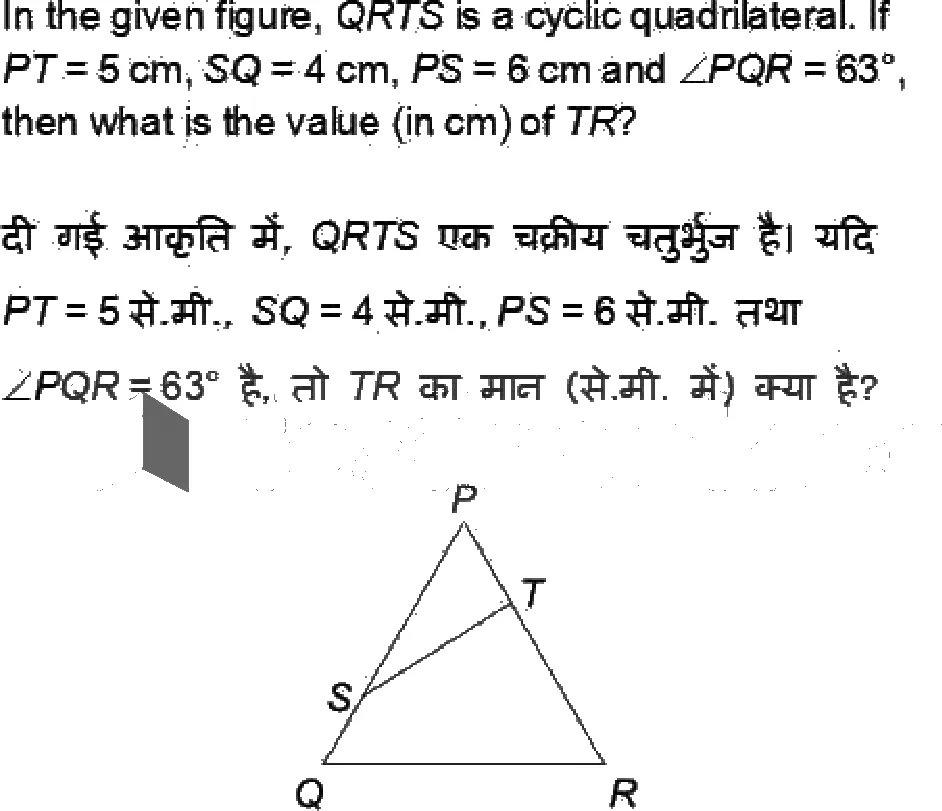 In the given figure, QRTS is a cyclic quadrilateral. If
PT = 5 cm, SQ = 4 cm, PS = 6 cm and ∠PQR = 63°,
then what is the value (in cm) of TR?
दी गई आकृति में, QRTS एक चक्रीय चतुर्भुज है। यदि
PT = 5 से.मी., SQ = 4 से.मी., PS = 6 से.मी. तथा
∠PQR = 63° है, तो TR का मान (से.मी. में) क्या है?
P
T
S
Q R